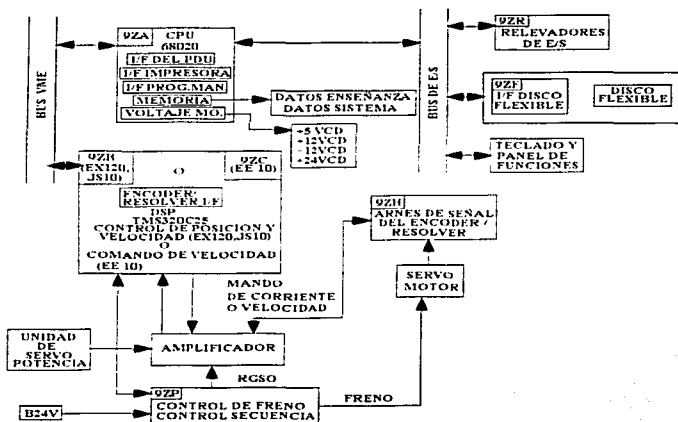 BUS VME
9ZA CPU
68020
I/F DEL PDU
I/F IMPRESORA
I/F PROG.MAN
MEMORIA
VOLTAJE MO.
DATOS ENSEÑANZA
DATOS SISTEMA
+5 VCD
+12VCD
-12VCD
+24VCD
BUS DE E/S
9ZR
RELEVADORES
DE E/S
9ZF
I/F DISCO
FLEXIBLE
DISCO
FLEXIBLE
TECLADO Y
PANEL DE
FUNCIONES
9ZB
(EX120,
JS10)
O
9ZC
(EE 10)
ENCODER/
RESOLVER I/F
DSP
TMS320C25
CONTROL DE POSICION Y
VELOCIDAD (EX120,JS10)
O
COMANDO DE VELOCIDAD
(EE 10)
9ZH
ARNES DE SEÑAL
DEL ENCODER /
RESOLVER
SERVO
MOTOR
MANDO
DE CORRIENTE
O VELOCIDAD
UNIDAD
DE
SERVO
POTENCIA
AMPLIFICADOR
RGSO
FRENO
9ZP
CONTROL DE FRENO
CONTROL SECUENCIA
B24V